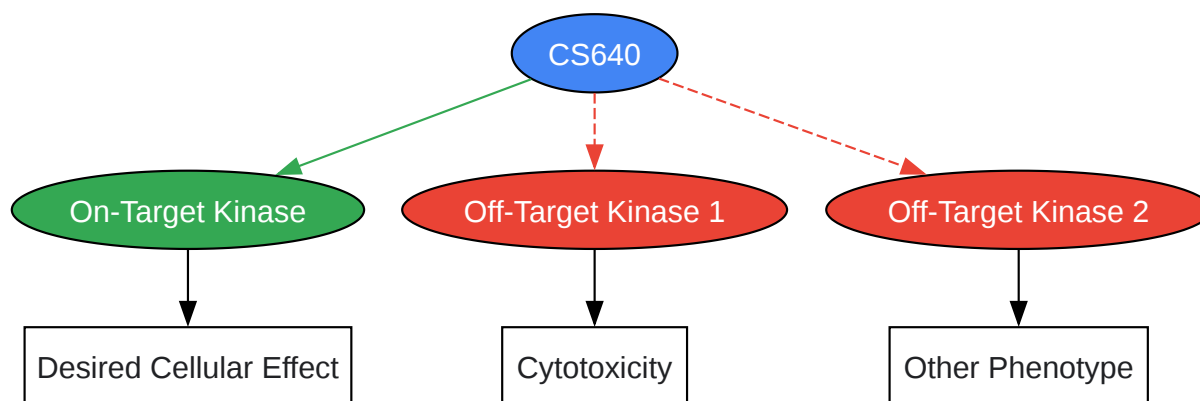 CS640
On-Target Kinase
Off-Target Kinase 1
Off-Target Kinase 2
Desired Cellular Effect
Cytotoxicity
Other Phenotype